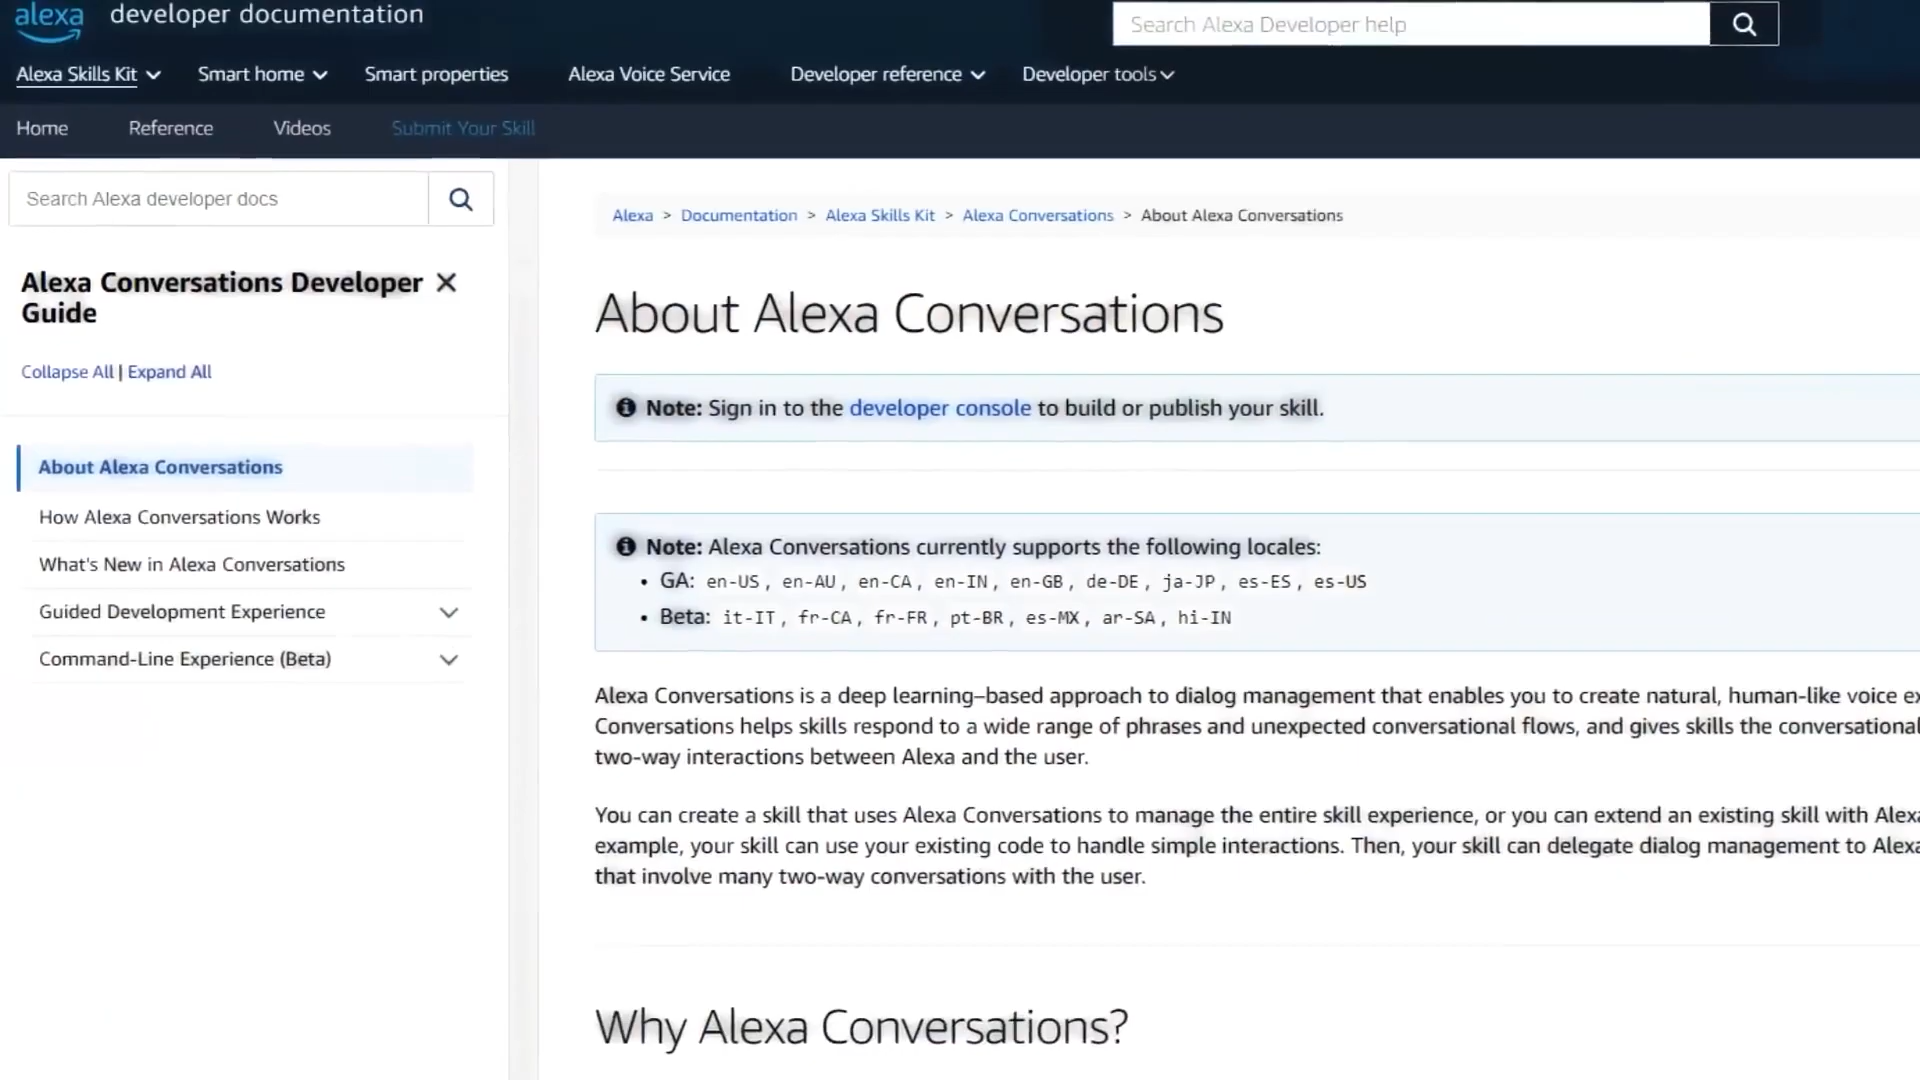 alexa developer documentation
Search Alexa Developer help
Alexa Skills Kit Smart home Smart properties Alexa Voice Service Developer reference Developer tools
Home Reference Videos Submit Your Skill
Search Alexa developer docs
Alexa Conversations Developer
Guide
Collapse All | Expand All
About Alexa Conversations
How Alexa Conversations Works
What's New in Alexa Conversations
Guided Development Experience
Command-Line Experience (Beta)
Alexa > Documentation > Alexa Skills Kit > Alexa Conversations > About Alexa Conversations
About Alexa Conversations
Note: Sign in to the developer console to build or publish your skill.
Note: Alexa Conversations currently supports the following locales:
• GA: en-US, en-AU, en-CA, en-IN, en-GB, de-DE, ja-JP, es-ES, es-US
• Beta: it-IT, fr-CA, fr-FR, pt-BR, es-MX, ar-SA, hi-IN
Alexa Conversations is a deep learning–based approach to dialog management that enables you to create natural, human-like voice
Conversations helps skills respond to a wide range of phrases and unexpected conversational flows, and gives skills the conversational
two-way interactions between Alexa and the user.
You can create a skill that uses Alexa Conversations to manage the entire skill experience, or you can extend an existing skill with
example, your skill can use your existing code to handle simple interactions. Then, your skill can delegate dialog management to
that involve many two-way conversations with the user.
Why Alexa Conversations?